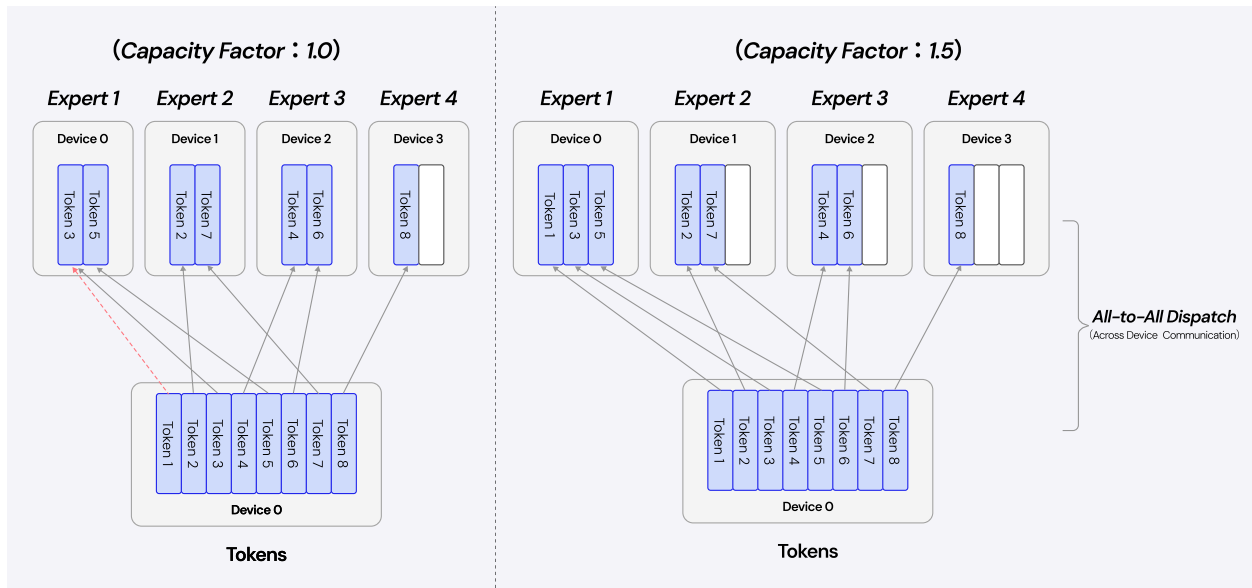 (Capacity Factor : 1.0)
Expert 1 Expert 2 Expert 3 Expert 4
Device 0 Device 1 Device 2 Device 3
Token 3 Token 5 Token 2 Token 7 Token 4 Token 6 Token 8
Token 1 Token 2 Token 3 Token 4 Token 5 Token 6 Token 7 Token 8
Device 0
Tokens
(Capacity Factor : 1.5)
Expert 1 Expert 2 Expert 3 Expert 4
Device 0 Device 1 Device 2 Device 3
Token 1 Token 3 Token 5 Token 2 Token 7 Token 4 Token 6 Token 8
Token 1 Token 2 Token 3 Token 4 Token 5 Token 6 Token 7 Token 8
Device 0
Tokens
All-to-All Dispatch
(Across Device Communication)